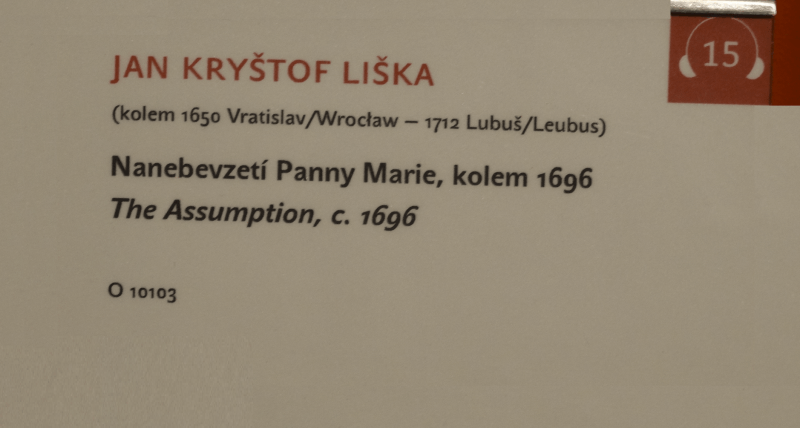 JAN KRYŠTOF LIŠKA
15
(kolem 1650 Vratislav/Wrocław – 1712 Lubuš/Leubus)
Nanebevzetí Panny Marie, kolem 1696
The Assumption, c. 1696
O 10103